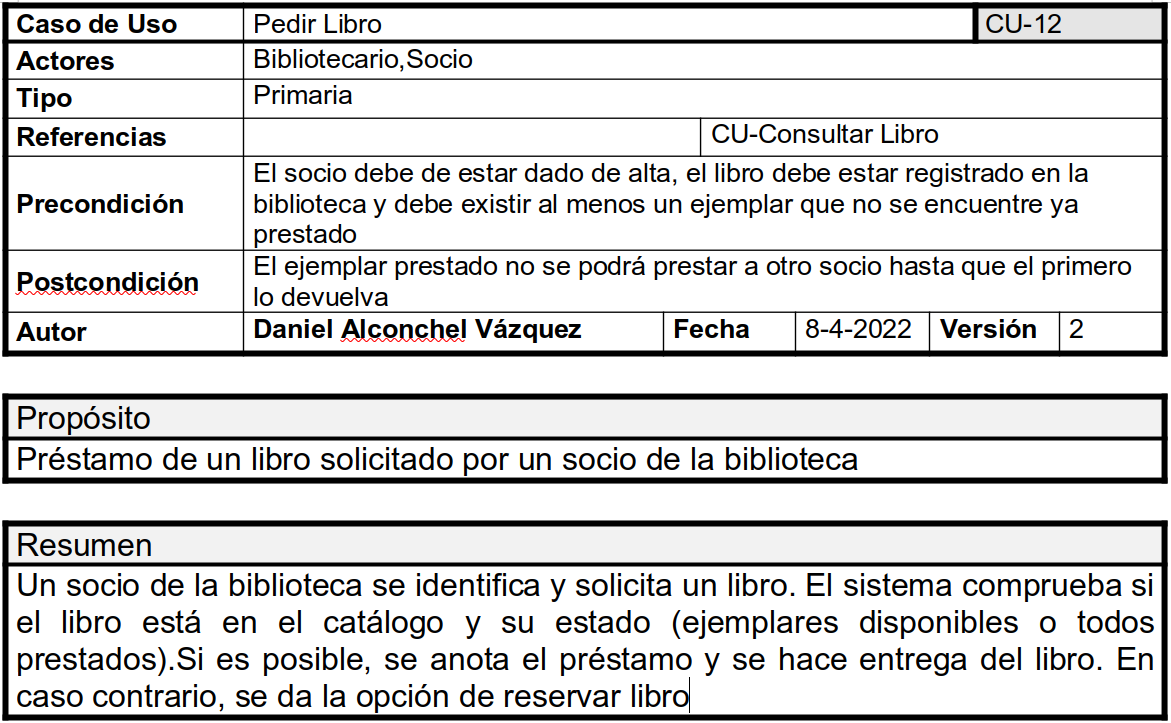 Caso de Uso Pedir Libro CU-12
Actores Bibliotecario,Socio
Tipo Primaria
Referencias CU-Consultar Libro
Precondición El socio debe de estar dado de alta, el libro debe estar registrado en la
biblioteca y debe existir al menos un ejemplar que no se encuentre ya
prestado
Postcondición El ejemplar prestado no se podrá prestar a otro socio hasta que el primero
lo devuelva
Autor Daniel Alconchel Vázquez Fecha 8-4-2022 Versión 2
Propósito
Préstamo de un libro solicitado por un socio de la biblioteca
Resumen
Un socio de la biblioteca se identifica y solicita un libro. El sistema comprueba si
el libro está en el catálogo y su estado (ejemplares disponibles o todos
prestados).Si es posible, se anota el préstamo y se hace entrega del libro. En
caso contrario, se da la opción de reservar libro